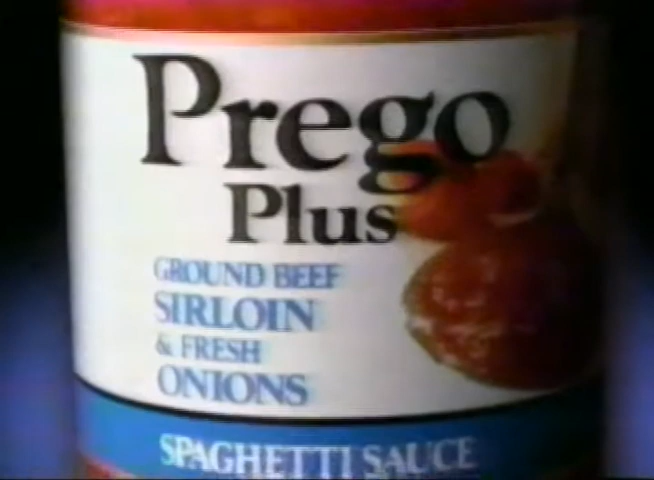 Prego
Plus
GROUND BEEF
SIRLOIN
& FRESH
ONIONS
SPAGHETTI SAUCE